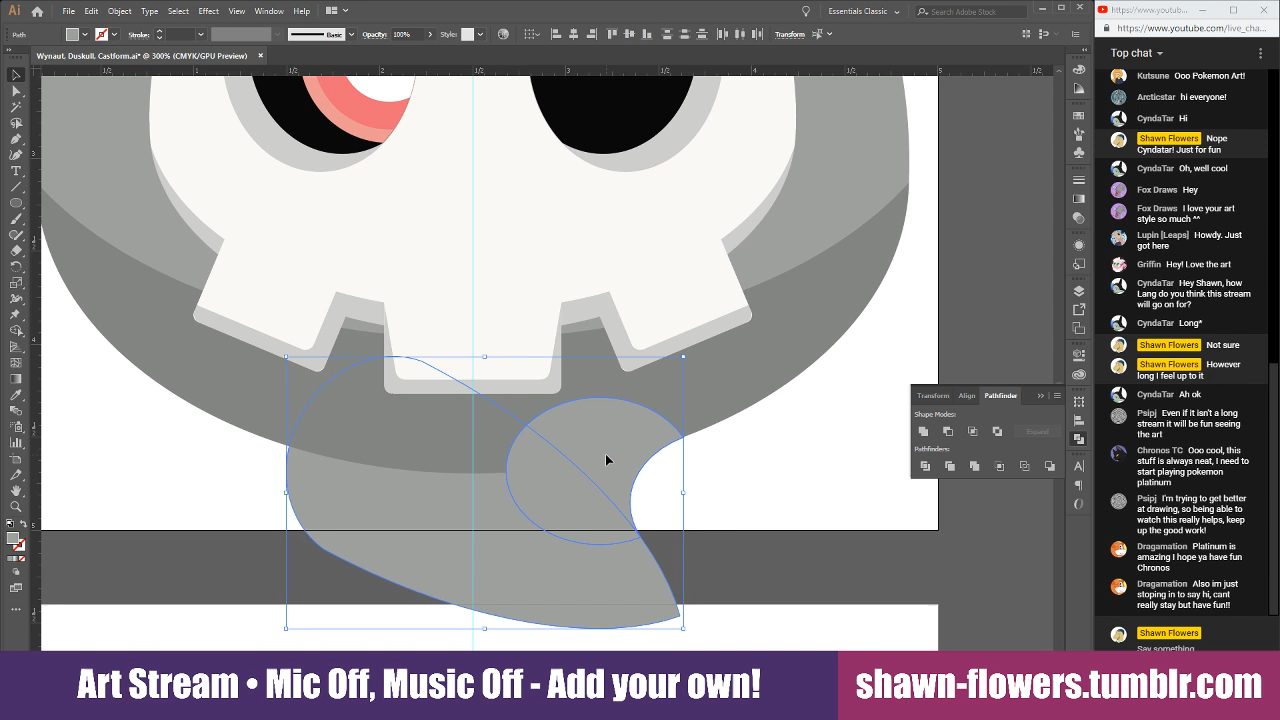 Ai File Edit Object Type Select Effect View Window Help
Essentials Classic
Search Adobe Stock
Path
Stroke:
Basic
Opacity: 100%
Transform
Wynaut, Duskull, Castform.ai* @ 300% (CMYK/GPU Preview)
Transform Align Pathfinder
Shape Modes:
Expand
Pathfinders:
https://www.youtub...
https://www.youtube.com/live_cha...
Top chat
Kutsune Ooo Pokemon Art!
Arcticstar hi everyone!
CyndaTar Hi
Shawn Flowers Nope
Cyndatar! Just for fun
CyndaTar Oh, well cool
Fox Draws Hey
Fox Draws I love your art
style so much ^^
Lupin [Leaps] Howdy. Just
got here
Griffin Hey! Love the art
CyndaTar Hey Shawn, how
Lang do you think this stream
will go on for?
CyndaTar Long*
Shawn Flowers Not sure
Shawn Flowers However
long I feel up to it
CyndaTar Ah ok
Psipj Even if it isn't a long
stream it will be fun seeing
the art
Chronos TC Ooo cool, this
stuff is always neat, I need to
start playing pokemon
platinum
Psipj I'm trying to get better
at drawing, so being able to
watch this really helps, keep
up the good work!
Dragamation Platinum is
amazing I hope ya have fun
Chronos
Dragamation Also im just
stoping in to say hi, cant
really stay but have fun!!
Shawn Flowers
Say something...
Art Stream • Mic Off, Music Off - Add your own!
shawn-flowers.tumblr.com